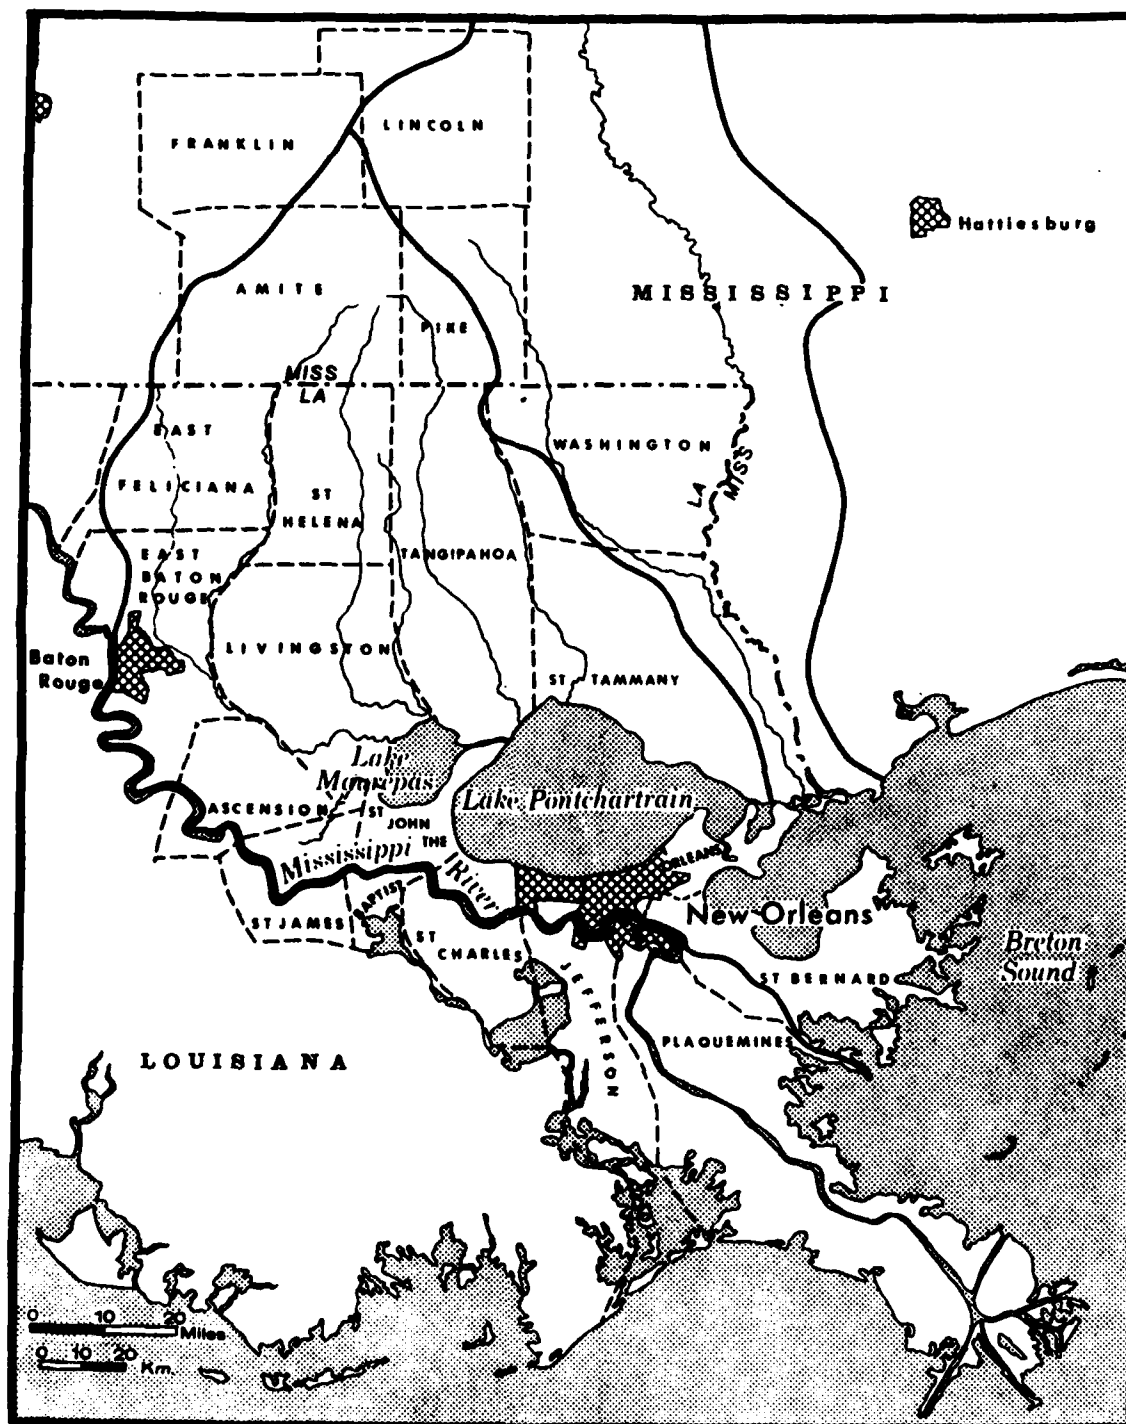 FRANKLIN
LINCOLN
Hattiesburg
AMITE
MISSISSIPPI
PIKE
MISS
LA
EAST
FELICIANA
WASHINGTON
ST
HELENA
LA
MISS
EAST
BATON
ROUGE
TANGIPAHOA
Baton
Rouge
LIVINGSTON
ST TAMMANY
Lake
Maurepas
Lake Pontchartrain
ASCENSION
ST
JOHN
THE
BAPTIST
Mississippi River
ORLEANS
New Orleans
ST JAMES
ST
CHARLES
JEFFERSON
ST BERNARD
Breton
Sound
PLAQUEMINES
LOUISIANA
0 10 20
Miles
0 10 20 Km.